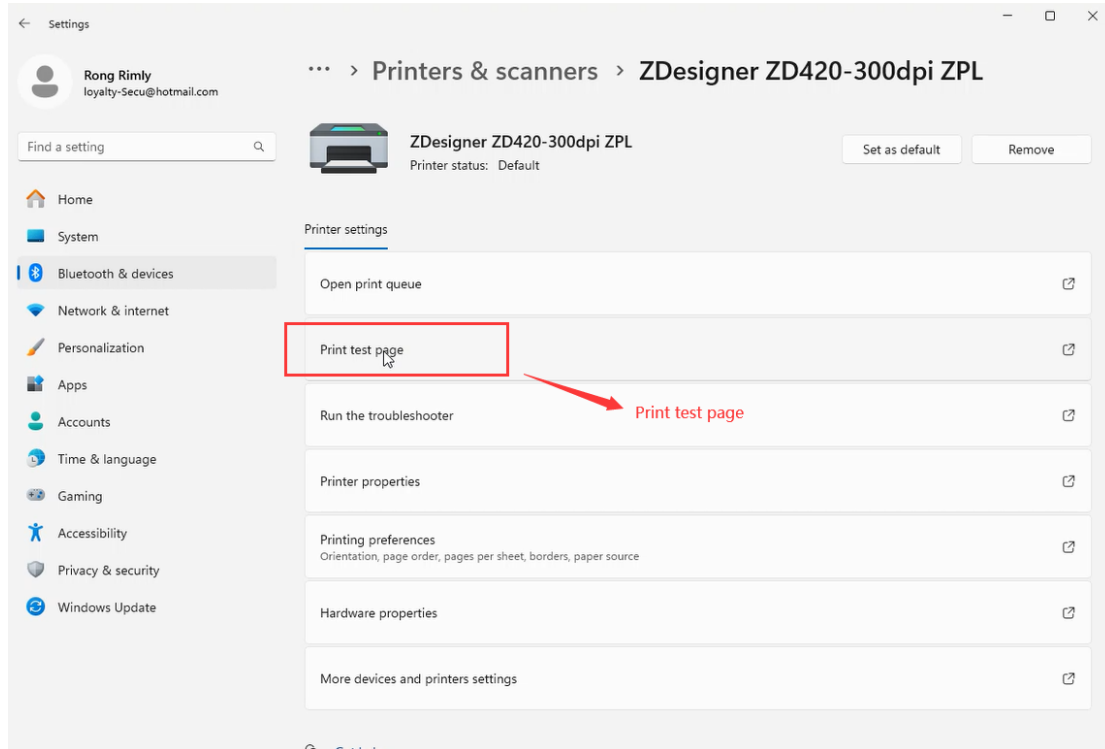 Settings
Rong Rimly
loyalty-Secu@hotmail.com
Find a setting
Home
System
Bluetooth & devices
Network & internet
Personalization
Apps
Accounts
Time & language
Gaming
Accessibility
Privacy & security
Windows Update
··· > Printers & scanners > ZDesigner ZD420-300dpi ZPL
ZDesigner ZD420-300dpi ZPL
Printer status: Default
Set as default
Remove
Printer settings
Open print queue
Print test page
Print test page
Run the troubleshooter
Printer properties
Printing preferences
Orientation, page order, pages per sheet, borders, paper source
Hardware properties
More devices and printers settings